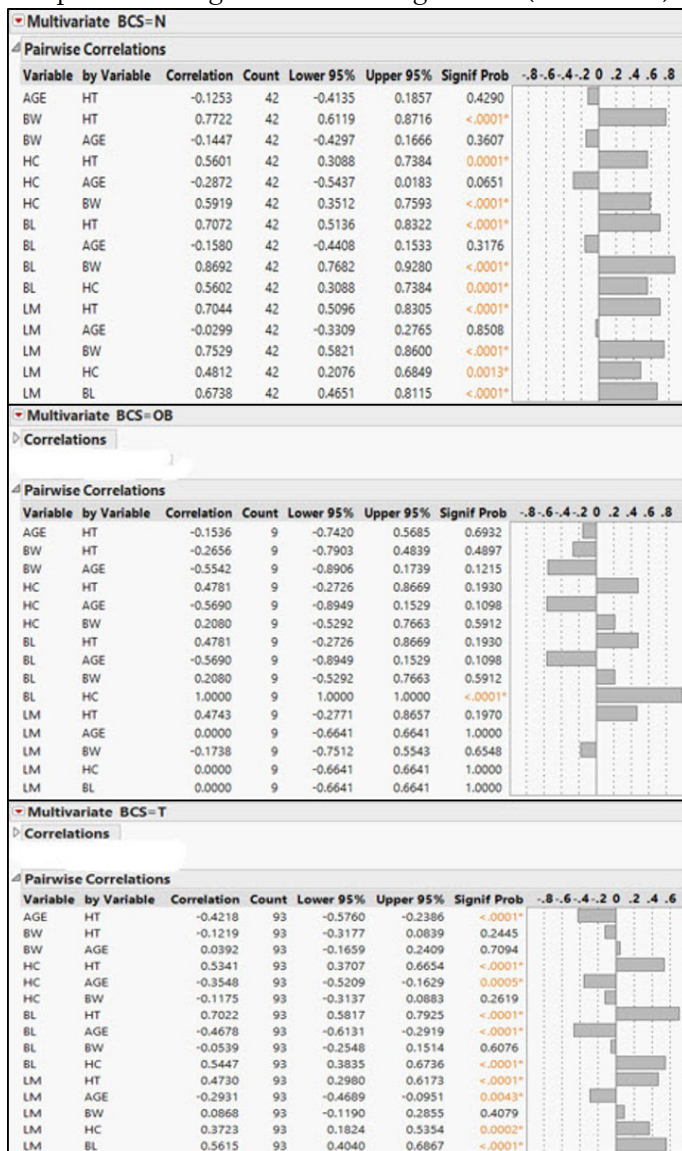 Multivariate BCS=N
Pairwise Correlations
Variable by Variable Correlation Count Lower 95% Upper 95% Signif Prob -.8 -.6 -.4 -.2 0 .2 .4 .6 .8
AGE HT -0.1253 42 -0.4135 0.1857 0.4290
BW HT 0.7722 42 0.6119 0.8716 <.0001*
BW AGE -0.1447 42 -0.4297 0.1666 0.3607
HC HT 0.5601 42 0.3088 0.7384 0.0001*
HC AGE -0.2872 42 -0.5437 0.0183 0.0651
HC BW 0.5919 42 0.3512 0.7593 <.0001*
BL HT 0.7072 42 0.5136 0.8322 <.0001*
BL AGE -0.1580 42 -0.4408 0.1533 0.3176
BL BW 0.8692 42 0.7682 0.9280 <.0001*
BL HC 0.5602 42 0.3088 0.7384 0.0001*
LM HT 0.7044 42 0.5096 0.8305 <.0001*
LM AGE -0.0299 42 -0.3309 0.2765 0.8508
LM BW 0.7529 42 0.5821 0.8600 <.0001*
LM HC 0.4812 42 0.2076 0.6849 0.0013*
LM BL 0.6738 42 0.4651 0.8115 <.0001*
Multivariate BCS=OB
Correlations
Pairwise Correlations
Variable by Variable Correlation Count Lower 95% Upper 95% Signif Prob -.8 -.6 -.4 -.2 0 .2 .4 .6 .8
AGE HT -0.1536 9 -0.7420 0.5685 0.6932
BW HT -0.2656 9 -0.7903 0.4839 0.4897
BW AGE -0.5542 9 -0.8906 0.1739 0.1215
HC HT 0.4781 9 -0.2726 0.8669 0.1930
HC AGE -0.5690 9 -0.8949 0.1529 0.1098
HC BW 0.2080 9 -0.5292 0.7663 0.5912
BL HT 0.4781 9 -0.2726 0.8669 0.1930
BL AGE -0.5690 9 -0.8949 0.1529 0.1098
BL BW 0.2080 9 -0.5292 0.7663 0.5912
BL HC 1.0000 9 1.0000 1.0000 <.0001*
LM HT 0.4743 9 -0.2771 0.8657 0.1970
LM AGE 0.0000 9 -0.6641 0.6641 1.0000
LM BW -0.1738 9 -0.7512 0.5543 0.6548
LM HC 0.0000 9 -0.6641 0.6641 1.0000
LM BL 0.0000 9 -0.6641 0.6641 1.0000
Multivariate BCS=T
Correlations
Pairwise Correlations
Variable by Variable Correlation Count Lower 95% Upper 95% Signif Prob -.8 -.6 -.4 -.2 0 .2 .4 .6
AGE HT -0.4218 93 -0.5760 -0.2386 <.0001*
BW HT -0.1219 93 -0.3177 0.0839 0.2445
BW AGE 0.0392 93 -0.1659 0.2409 0.7094
HC HT 0.5341 93 0.3707 0.6654 <.0001*
HC AGE -0.3548 93 -0.5209 -0.1629 0.0005*
HC BW -0.1175 93 -0.3137 0.0883 0.2619
BL HT 0.7022 93 0.5817 0.7925 <.0001*
BL AGE -0.4678 93 -0.6131 -0.2919 <.0001*
BL BW -0.0539 93 -0.2548 0.1514 0.6076
BL HC 0.5447 93 0.3835 0.6736 <.0001*
LM HT 0.4730 93 0.2980 0.6173 <.0001*
LM AGE -0.2931 93 -0.4689 -0.0951 0.0043*
LM BW 0.0868 93 -0.1190 0.2855 0.4079
LM HC 0.3723 93 0.1824 0.5354 0.0002*
LM BL 0.5615 93 0.4040 0.6867 <.0001*